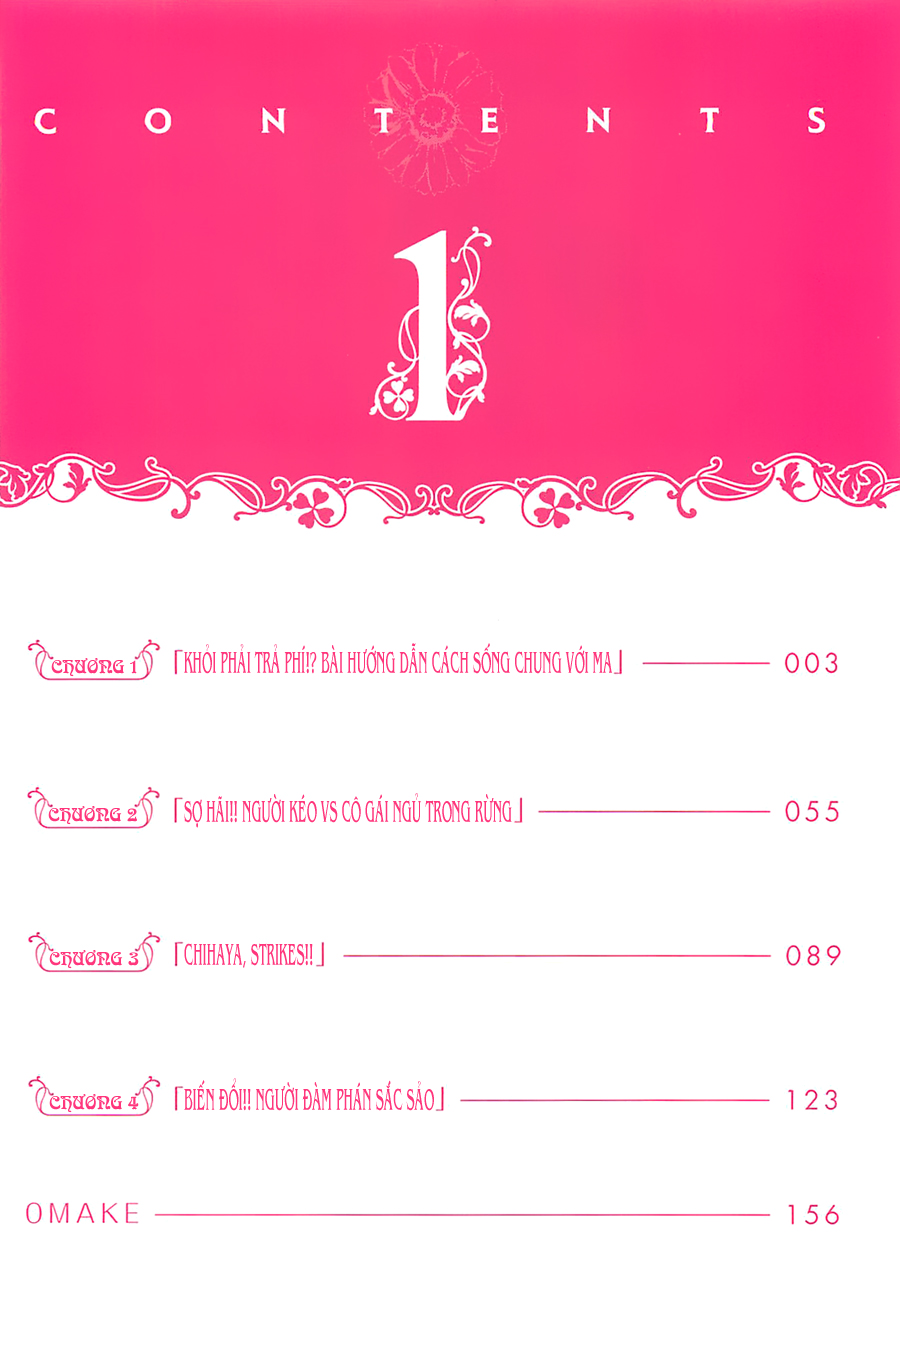 CONTENTS
1
CHƯƠNG 1 「KHỎI PHẢI TRẢ PHÍ!? BÀI HƯỚNG DẪN CÁCH SỐNG CHUNG VỚI MA」 003
CHƯƠNG 2 「SỢ HÃI!! NGƯỜI KÉO VS CÔ GÁI NGỦ TRONG RỪNG」 055
CHƯƠNG 3 「CHIHAYA, STRIKES!!」 089
CHƯƠNG 4 「BIẾN ĐỔI!! NGƯỜI ĐÀM PHÁN SẮC SẢO」 123
OMAKE 156